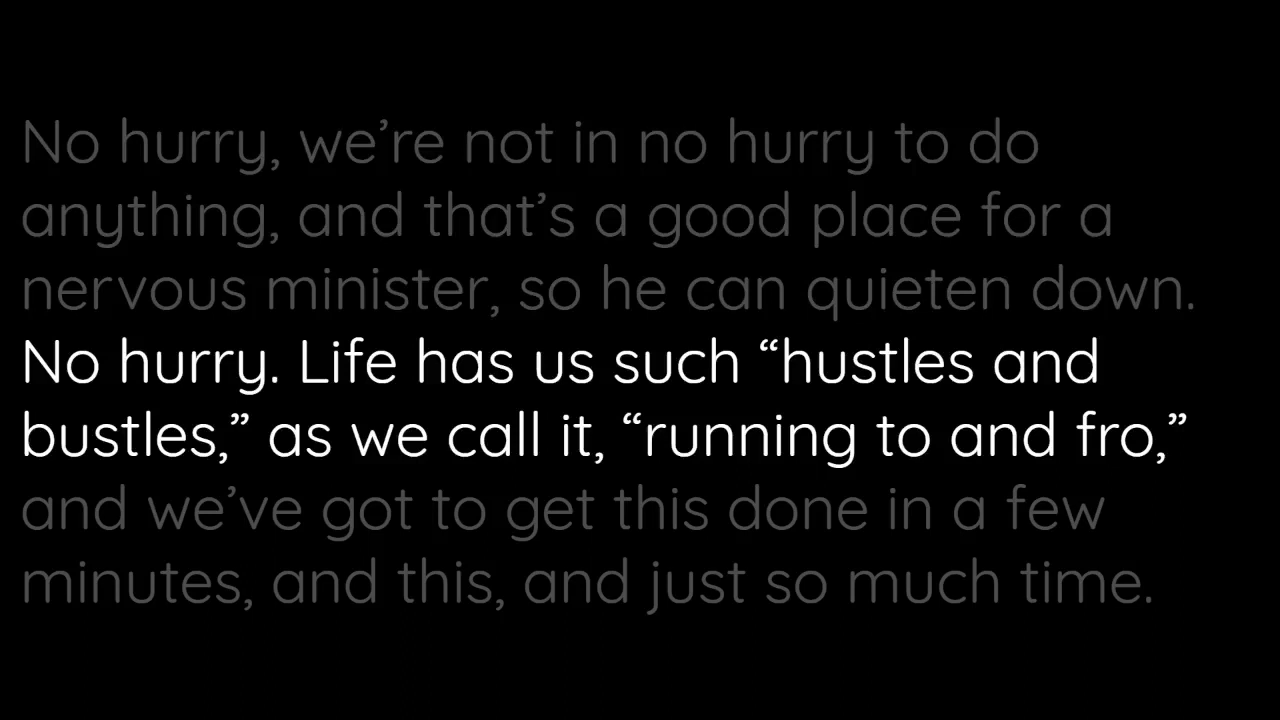 No hurry, we’re not in no hurry to do
anything, and that’s a good place for a
nervous minister, so he can quieten down.
No hurry. Life has us such “hustles and
bustles,” as we call it, “running to and fro,”
and we’ve got to get this done in a few
minutes, and this, and just so much time.